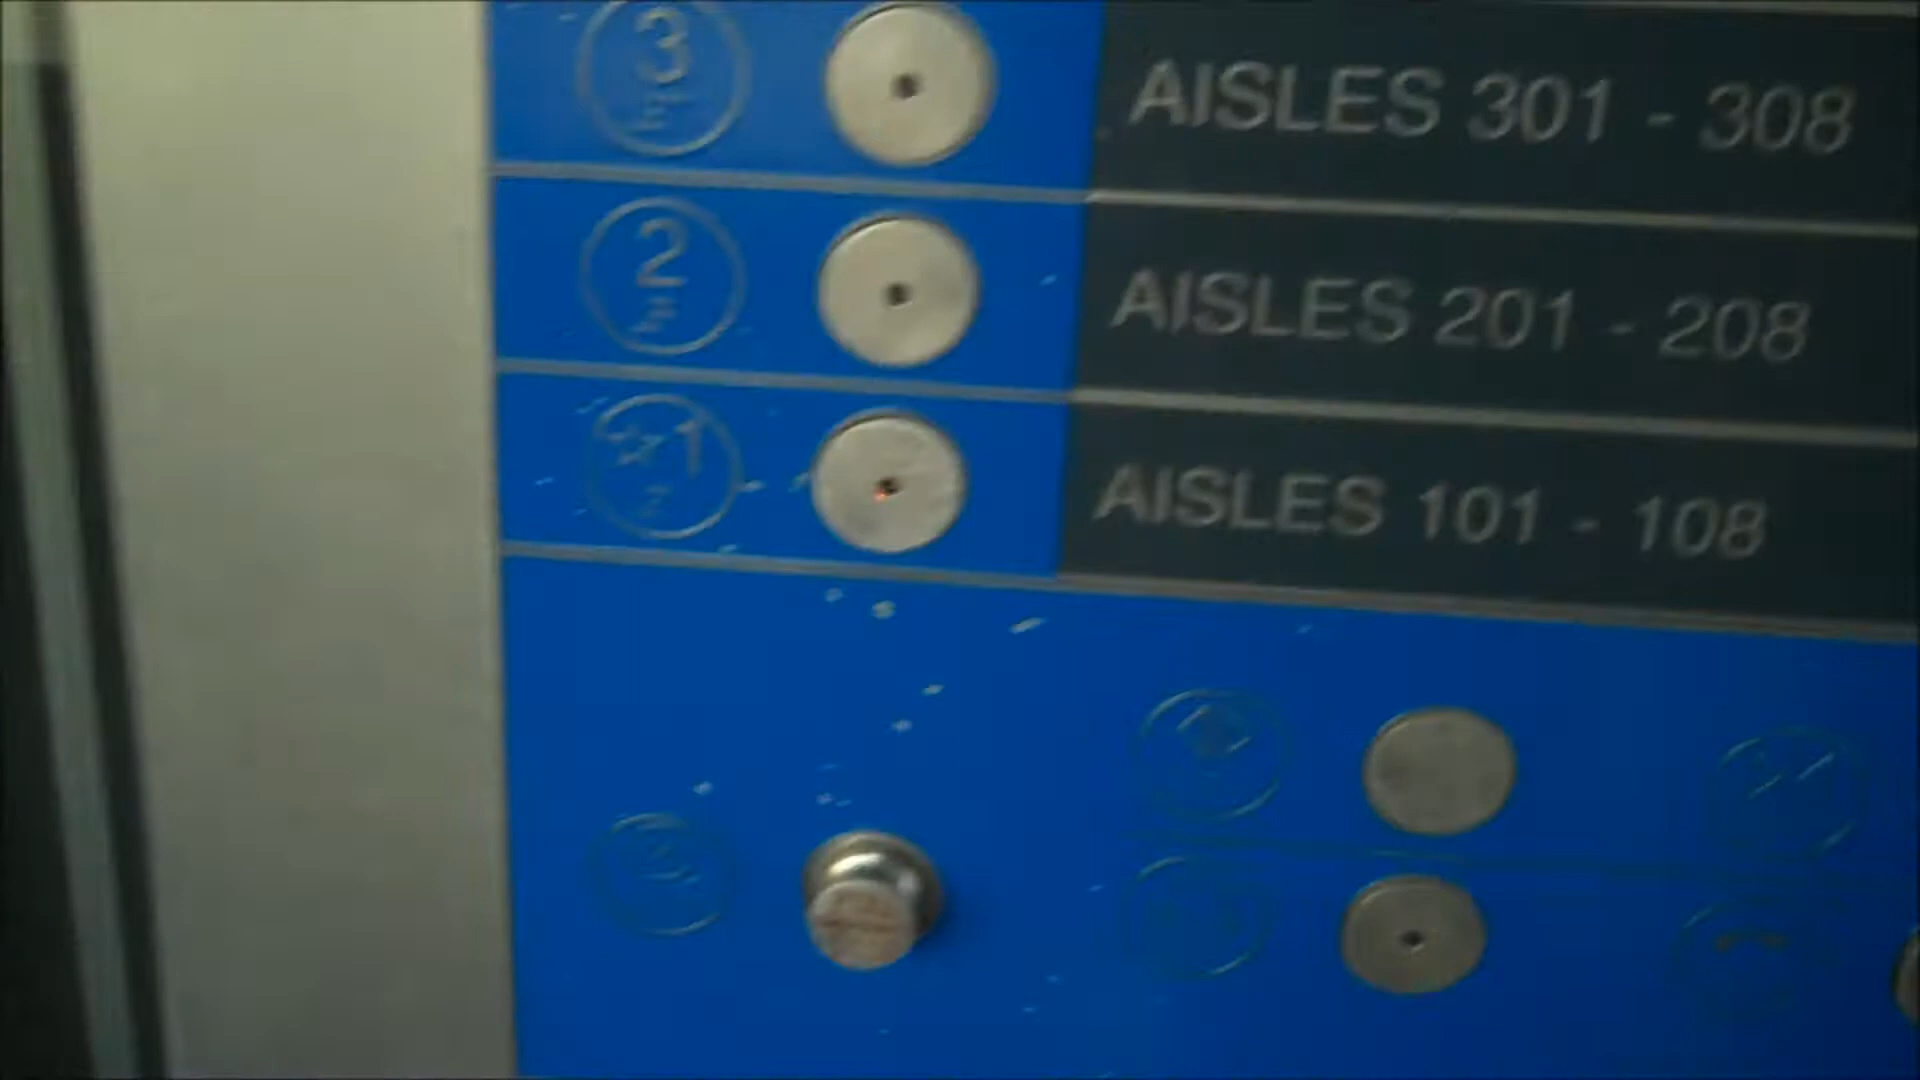 3
AISLES 301 - 308
2
AISLES 201 - 208
☆1
AISLES 101 - 108